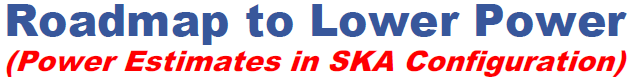 Roadmap to Lower Power
(Power Estimates in SKA Configuration)